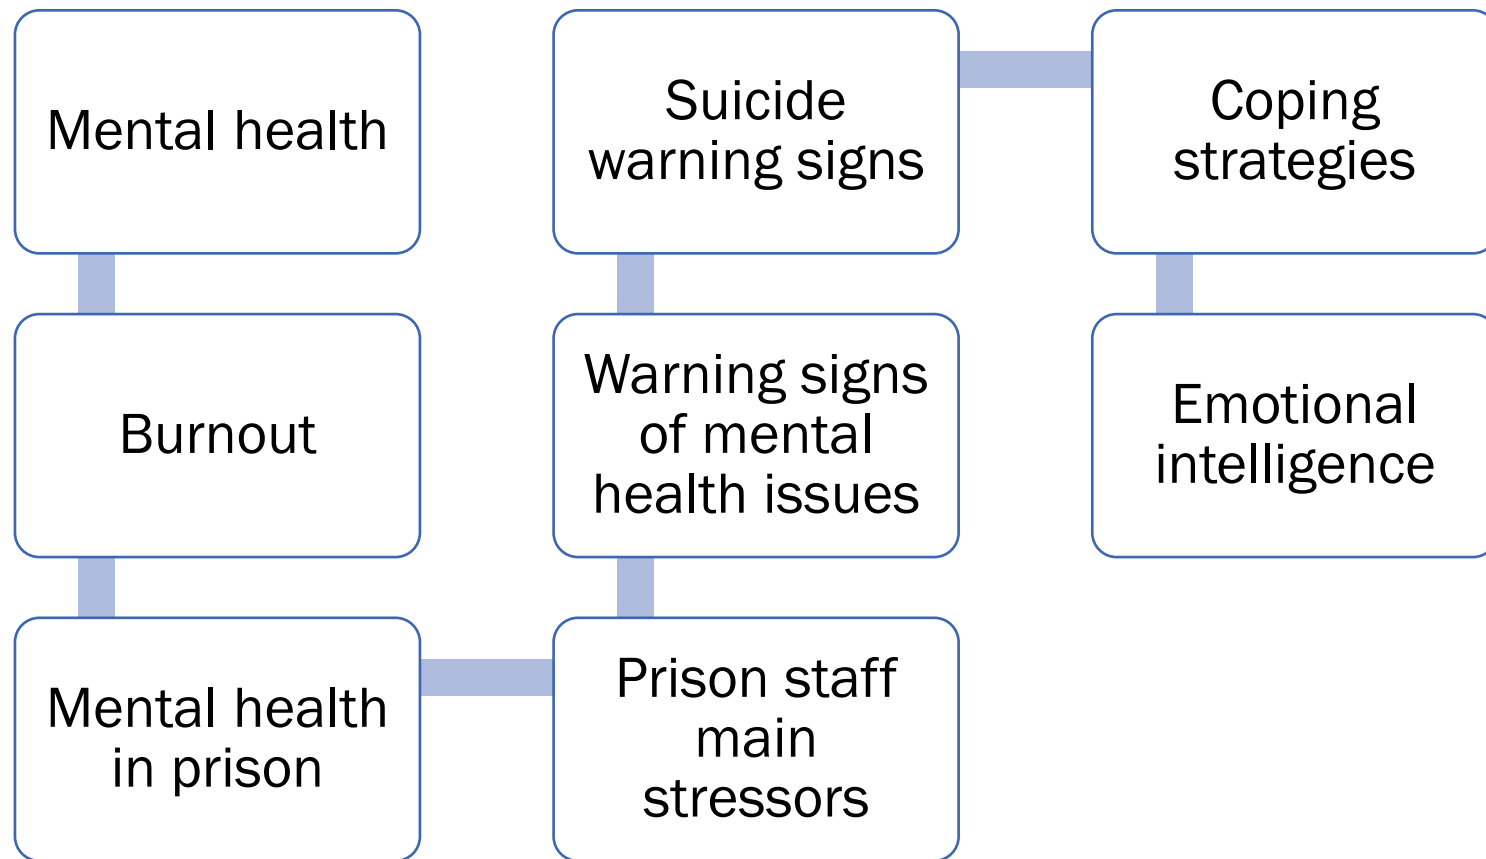 Mental health
Burnout
Mental health
in prison
Prison staff
main
stressors
Warning signs
of mental
health issues
Suicide
warning signs
Coping
strategies
Emotional
intelligence